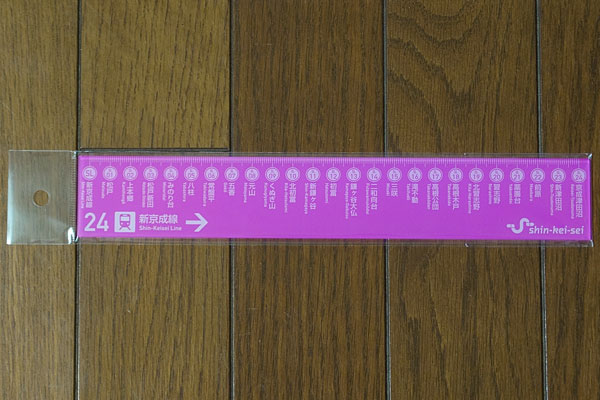 新京成線
松戸
上本郷
松戸新田
みのり台
八柱
常盤平
五香
元山
くぬぎ山
北初富
新鎌ヶ谷
初富
鎌ヶ谷大仏
二和向台
三咲
滝不動
高根公団
高根木戸
北習志野
習志野
薬園台
前原
新津田沼
京成津田沼
24
新京成線
Shin-Keisei Line
shin-kei-sei